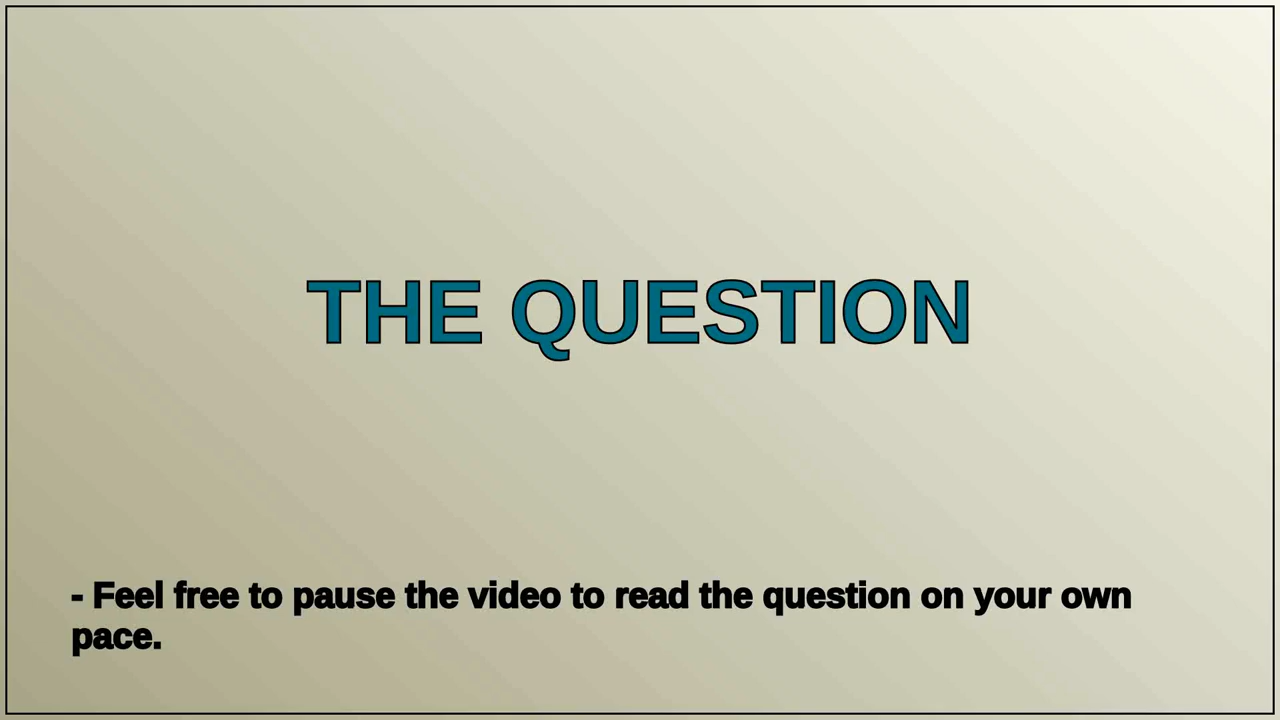 THE QUESTION
- Feel free to pause the video to read the question on your own
pace.